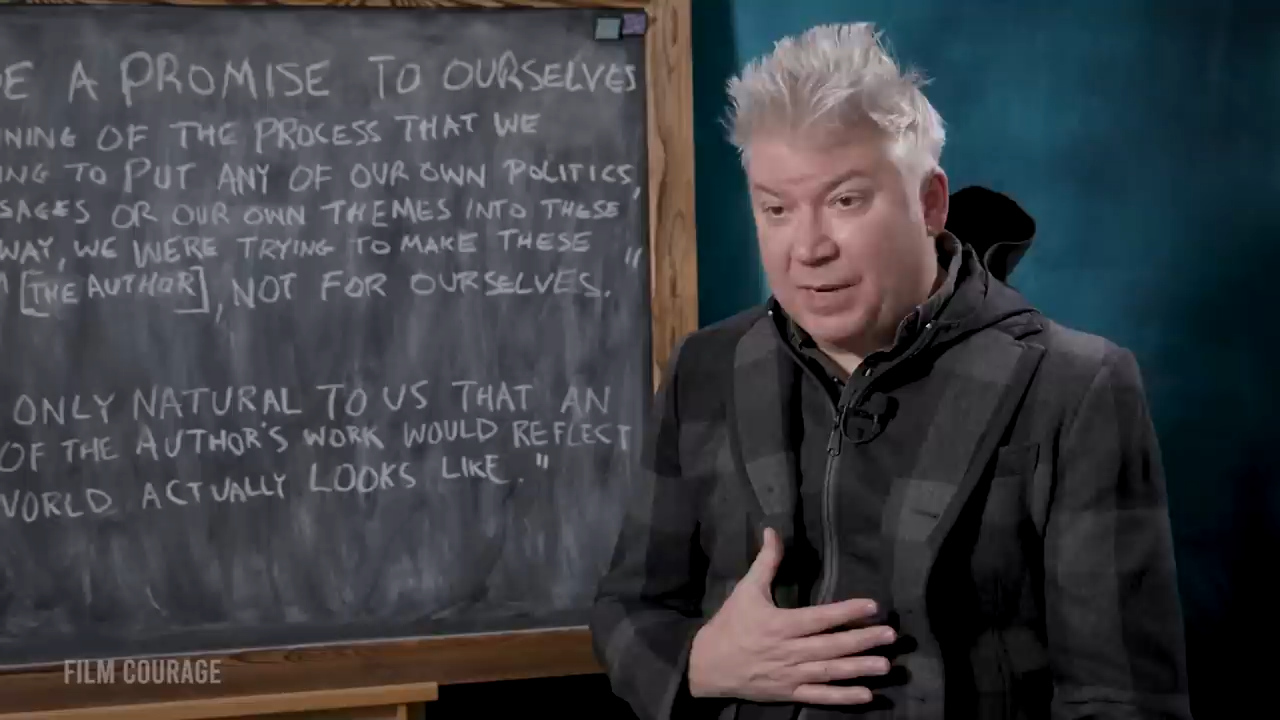 E A PROMISE TO OURSELVES
NING OF THE PROCESS THAT WE
ING TO PUT ANY OF OUR OWN POLITICS,
SAGES OR OUR OWN THEMES INTO THESE
WAY, WE WERE TRYING TO MAKE THESE
[THE AUTHOR], NOT FOR OURSELVES."
ONLY NATURAL TO US THAT AN
OF THE AUTHOR'S WORK WOULD REFLECT
WORLD ACTUALLY LOOKS LIKE."
FILM COURAGE